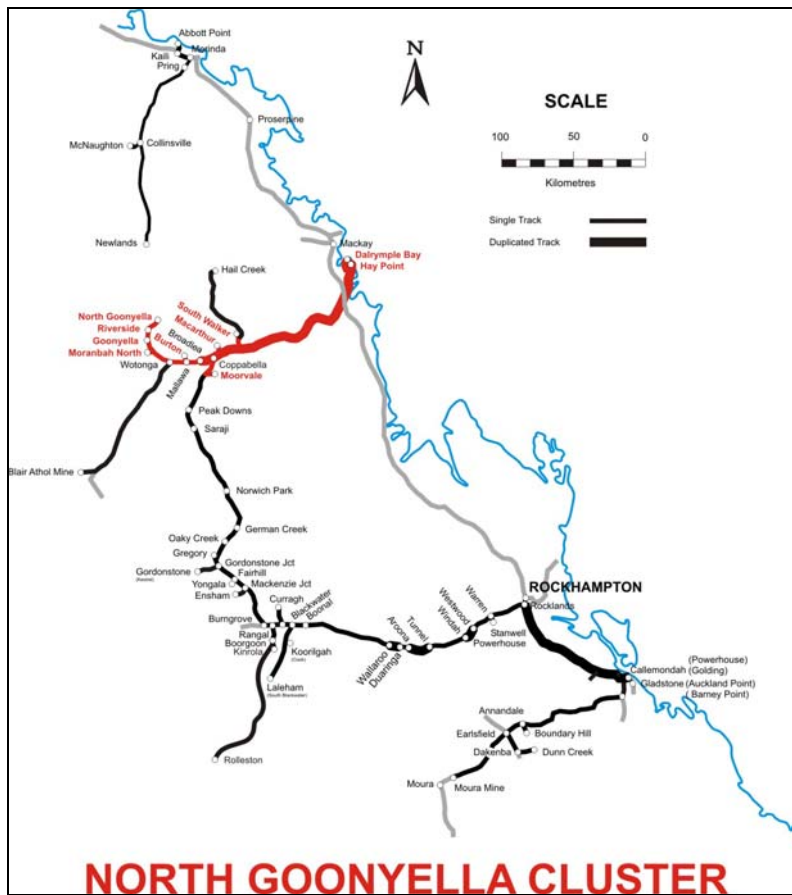 Abbott Point
Kaili
Merinda
Pring
N
SCALE
100 50 0
Kilometres
Single Track
Duplicated Track
Proserpine
McNaughton
Collinsville
Newlands
Mackay
Dalrymple Bay
Hay Point
Hail Creek
North Goonyella
Riverside
Goonyella
Moranbah North
South Walker
Macarthur
Broadlea
Burton
Wotonga
Mallawa
Coppabella
Moorvale
Peak Downs
Saraji
Blair Athol Mine
Norwich Park
German Creek
Oaky Creek
Gregory
Gordonstone Jct
Gordonstone
Fairhill
Yongala
Mackenzie Jct
Ensham
Curragh
Blackwater
Boonal
Burngrove
Rangal
Boorgoon
Kinrola
Koorilgah
Laleham
(South Blackwater)
Rolleston
Wallaroo
Duaringa
Aroona
Tunnel
Windah
Westwood
Warren
Stanwell
Powerhouse
ROCKHAMPTON
Rocklands
Callemondah (Powerhouse)
(Golding)
Gladstone (Auckland Point)
( Barney Point)
Annandale
Earlsfield
Boundary Hill
Dakenba
Dunn Creek
Moura
Moura Mine
NORTH GOONYELLA CLUSTER